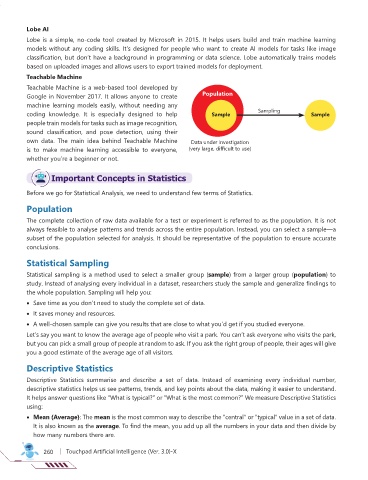 Lobe AI
Lobe is a simple, no-code tool created by Microsoft in 2015. It helps users build and train machine learning
models without any coding skills. It's designed for people who want to create AI models for tasks like image
classification, but don't have a background in programming or data science. Lobe automatically trains models
based on uploaded images and allows users to export trained models for deployment.
Teachable Machine
Teachable Machine is a web-based tool developed by
Google in November 2017. It allows anyone to create
machine learning models easily, without needing any
coding knowledge. It is especially designed to help
people train models for tasks such as image recognition,
sound classification, and pose detection, using their
own data. The main idea behind Teachable Machine
is to make machine learning accessible to everyone,
whether you're a beginner or not.
Population
Sample
Sampling
Sample
Data under investigation
(very large, difficult to use)
Important Concepts in Statistics
Before we go for Statistical Analysis, we need to understand few terms of Statistics.
Population
The complete collection of raw data available for a test or experiment is referred to as the population. It is not
always feasible to analyse patterns and trends across the entire population. Instead, you can select a sample—a
subset of the population selected for analysis. It should be representative of the population to ensure accurate
conclusions.
Statistical Sampling
Statistical sampling is a method used to select a smaller group (sample) from a larger group (population) to
study. Instead of analysing every individual in a dataset, researchers study the sample and generalize findings to
the whole population. Sampling will help you:
• Save time as you don't need to study the complete set of data.
• It saves money and resources.
• A well-chosen sample can give you results that are close to what you'd get if you studied everyone.
Let's say you want to know the average age of people who visit a park. You can't ask everyone who visits the park,
but you can pick a small group of people at random to ask. If you ask the right group of people, their ages will give
you a good estimate of the average age of all visitors.
Descriptive Statistics
Descriptive Statistics summarise and describe a set of data. Instead of examining every individual number,
descriptive statistics helps us see patterns, trends, and key points about the data, making it easier to understand.
It helps answer questions like "What is typical?" or "What is the most common?" We measure Descriptive Statistics
using:
• Mean (Average): The mean is the most common way to describe the "central" or "typical" value in a set of data.
It is also known as the average. To find the mean, you add up all the numbers in your data and then divide by
how many numbers there are.
260 | Touchpad Artificial Intelligence (Ver. 3.0)-X